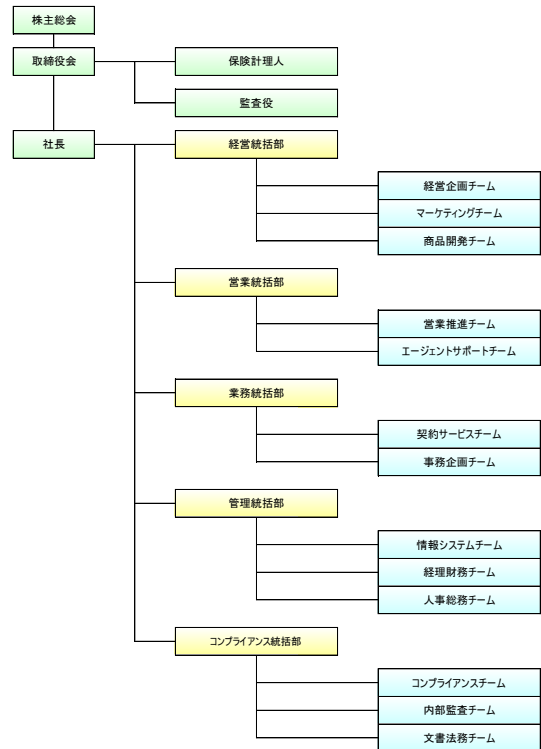 株主総会
取締役会
保険計理人
監査役
社長
経営統括部
経営企画チーム
マーケティングチーム
商品開発チーム
営業統括部
営業推進チーム
エージェントサポートチーム
業務統括部
契約サービスチーム
事務企画チーム
管理統括部
情報システムチーム
経理財務チーム
人事総務チーム
コンプライアンス統括部
コンプライアンスチーム
内部監査チーム
文書法務チーム